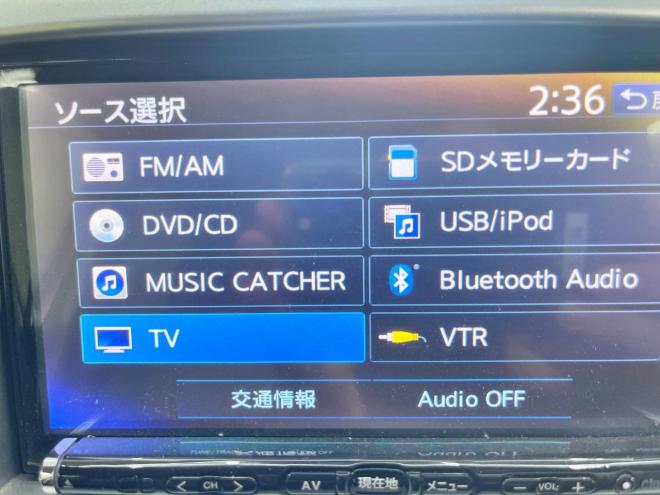 ソース選択
2:36
FM/AM
SDメモリーカード
DVD/CD
USB/iPod
MUSIC CATCHER
Bluetooth Audio
TV
VTR
交通情報
Audio OFF
CH
AV
現在地
メニュー
VOL